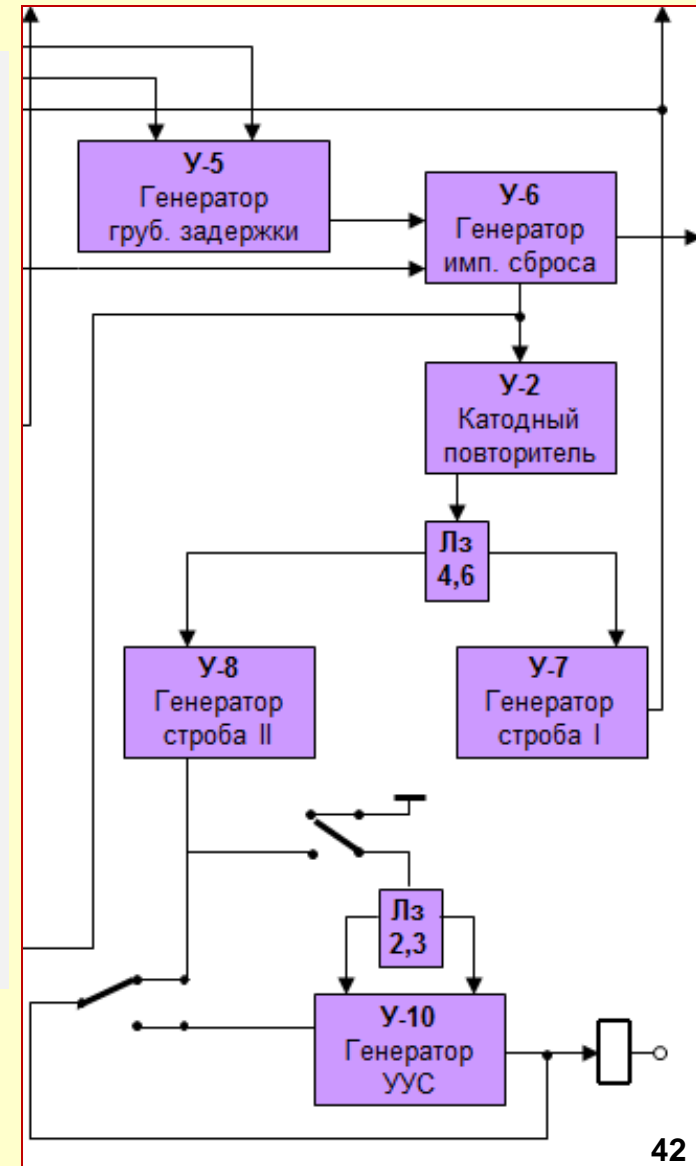 У-5
Генератор
груб. задержки
У-6
Генератор
имп. сброса
У-2
Катодный
повторитель
Лз
4,6
У-8
Генератор
строба II
У-7
Генератор
строба I
Лз
2,3
У-10
Генератор
УУС
42